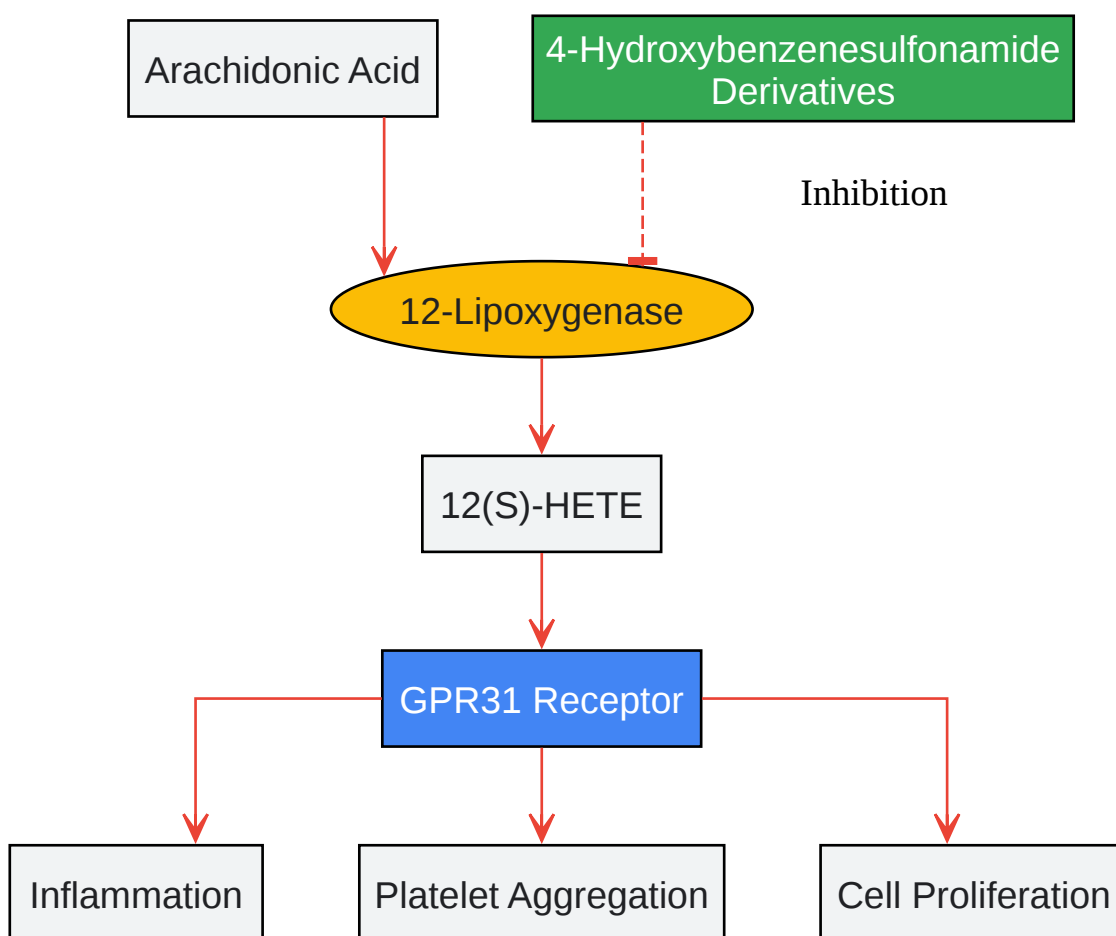 Arachidonic Acid
4-Hydroxybenzenesulfonamide
Derivatives
Inhibition
12-Lipoxygenase
12(S)-HETE
GPR31 Receptor
Inflammation
Platelet Aggregation
Cell Proliferation